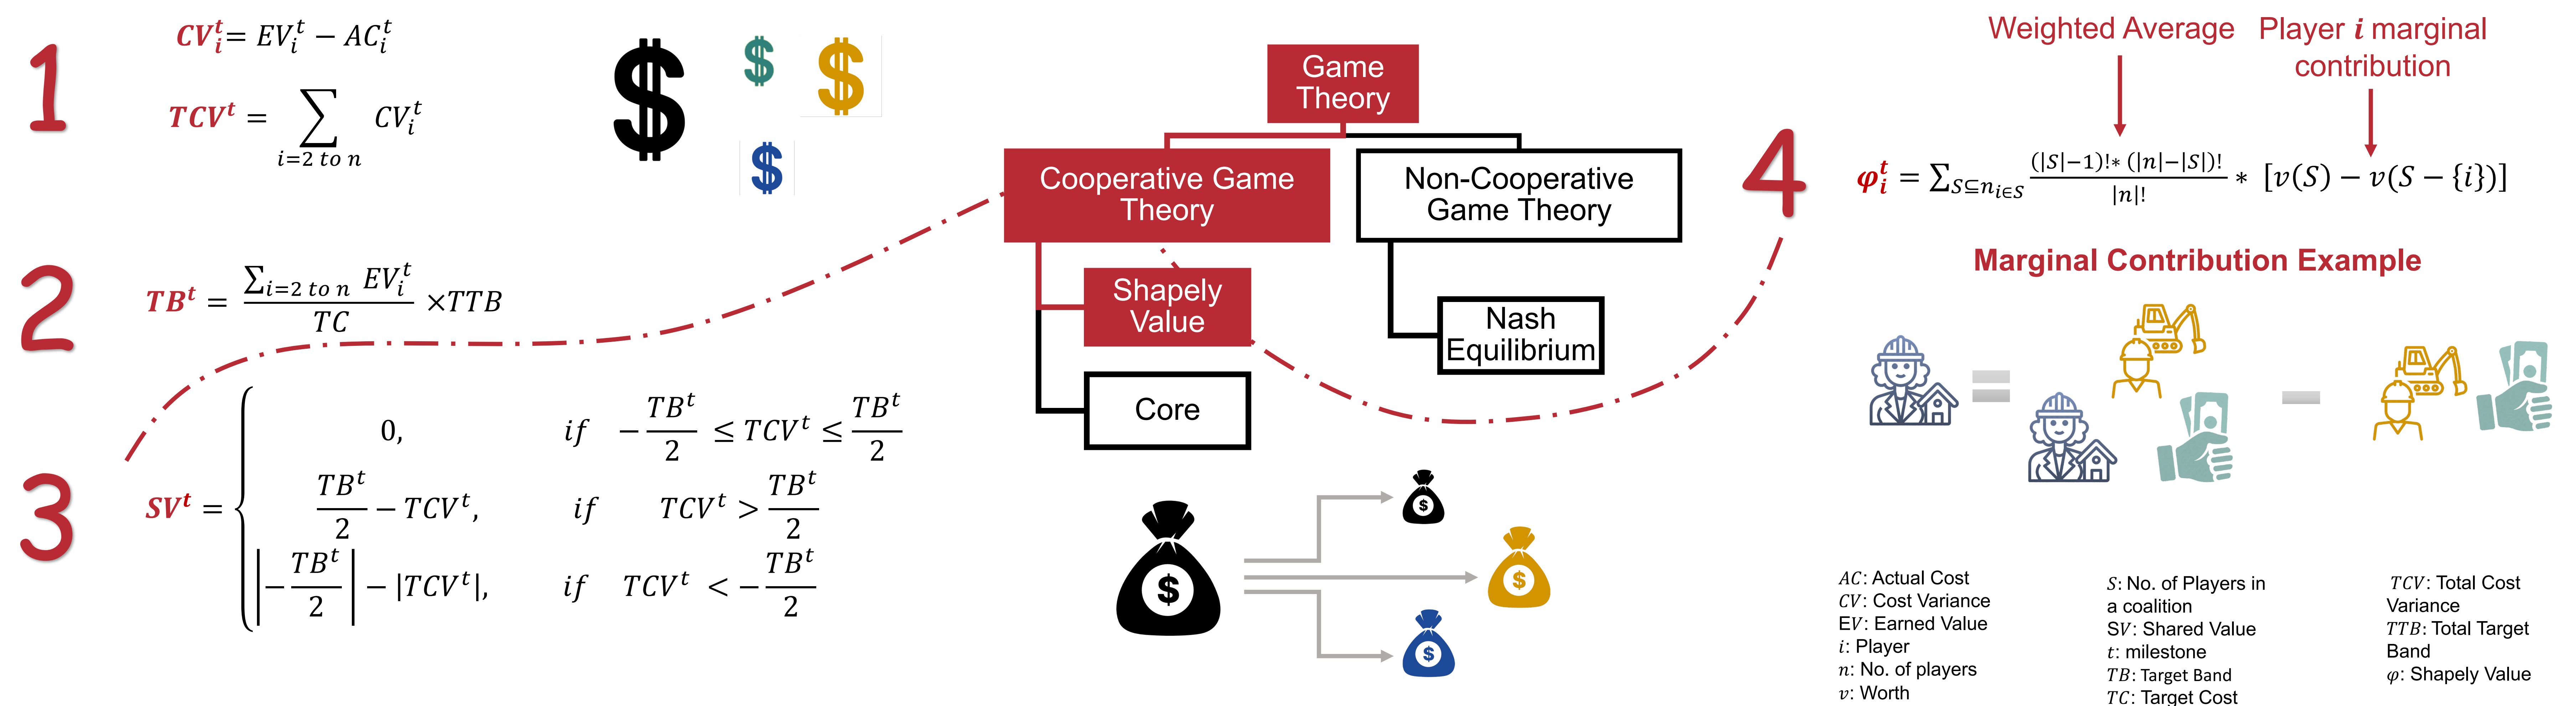 1
CV_i^t = EV_i^t − AC_i^t
TCV^t = ∑_{i=2 to n} CV_i^t
2
TB^t = (∑_{i=2 to n} EV_i^t / TC) ×TTB
3
SV^t = {
0, if −TB^t/2 ≤ TCV^t ≤ TB^t/2
TB^t/2 − TCV^t, if TCV^t > TB^t/2
|−TB^t/2| − |TCV^t|, if TCV^t < −TB^t/2
$
$
$
$
Game
Theory
Cooperative Game
Theory
Non-Cooperative
Game Theory
Shapely
Value
Nash
Equilibrium
Core
$
$
$
$
4
Weighted Average
Player i marginal
contribution
φ_i^t = ∑_{S⊆n_{i∈S}} (|S|−1)!∗ (|n|−|S|)! / |n|! ∗ [v(S) − v(S − {i})]
Marginal Contribution Example
=
−
AC: Actual Cost
CV: Cost Variance
EV: Earned Value
i: Player
n: No. of players
v: Worth
S: No. of Players in
a coalition
SV: Shared Value
t: milestone
TB: Target Band
TC: Target Cost
TCV: Total Cost
Variance
TTB: Total Target
Band
φ: Shapely Value